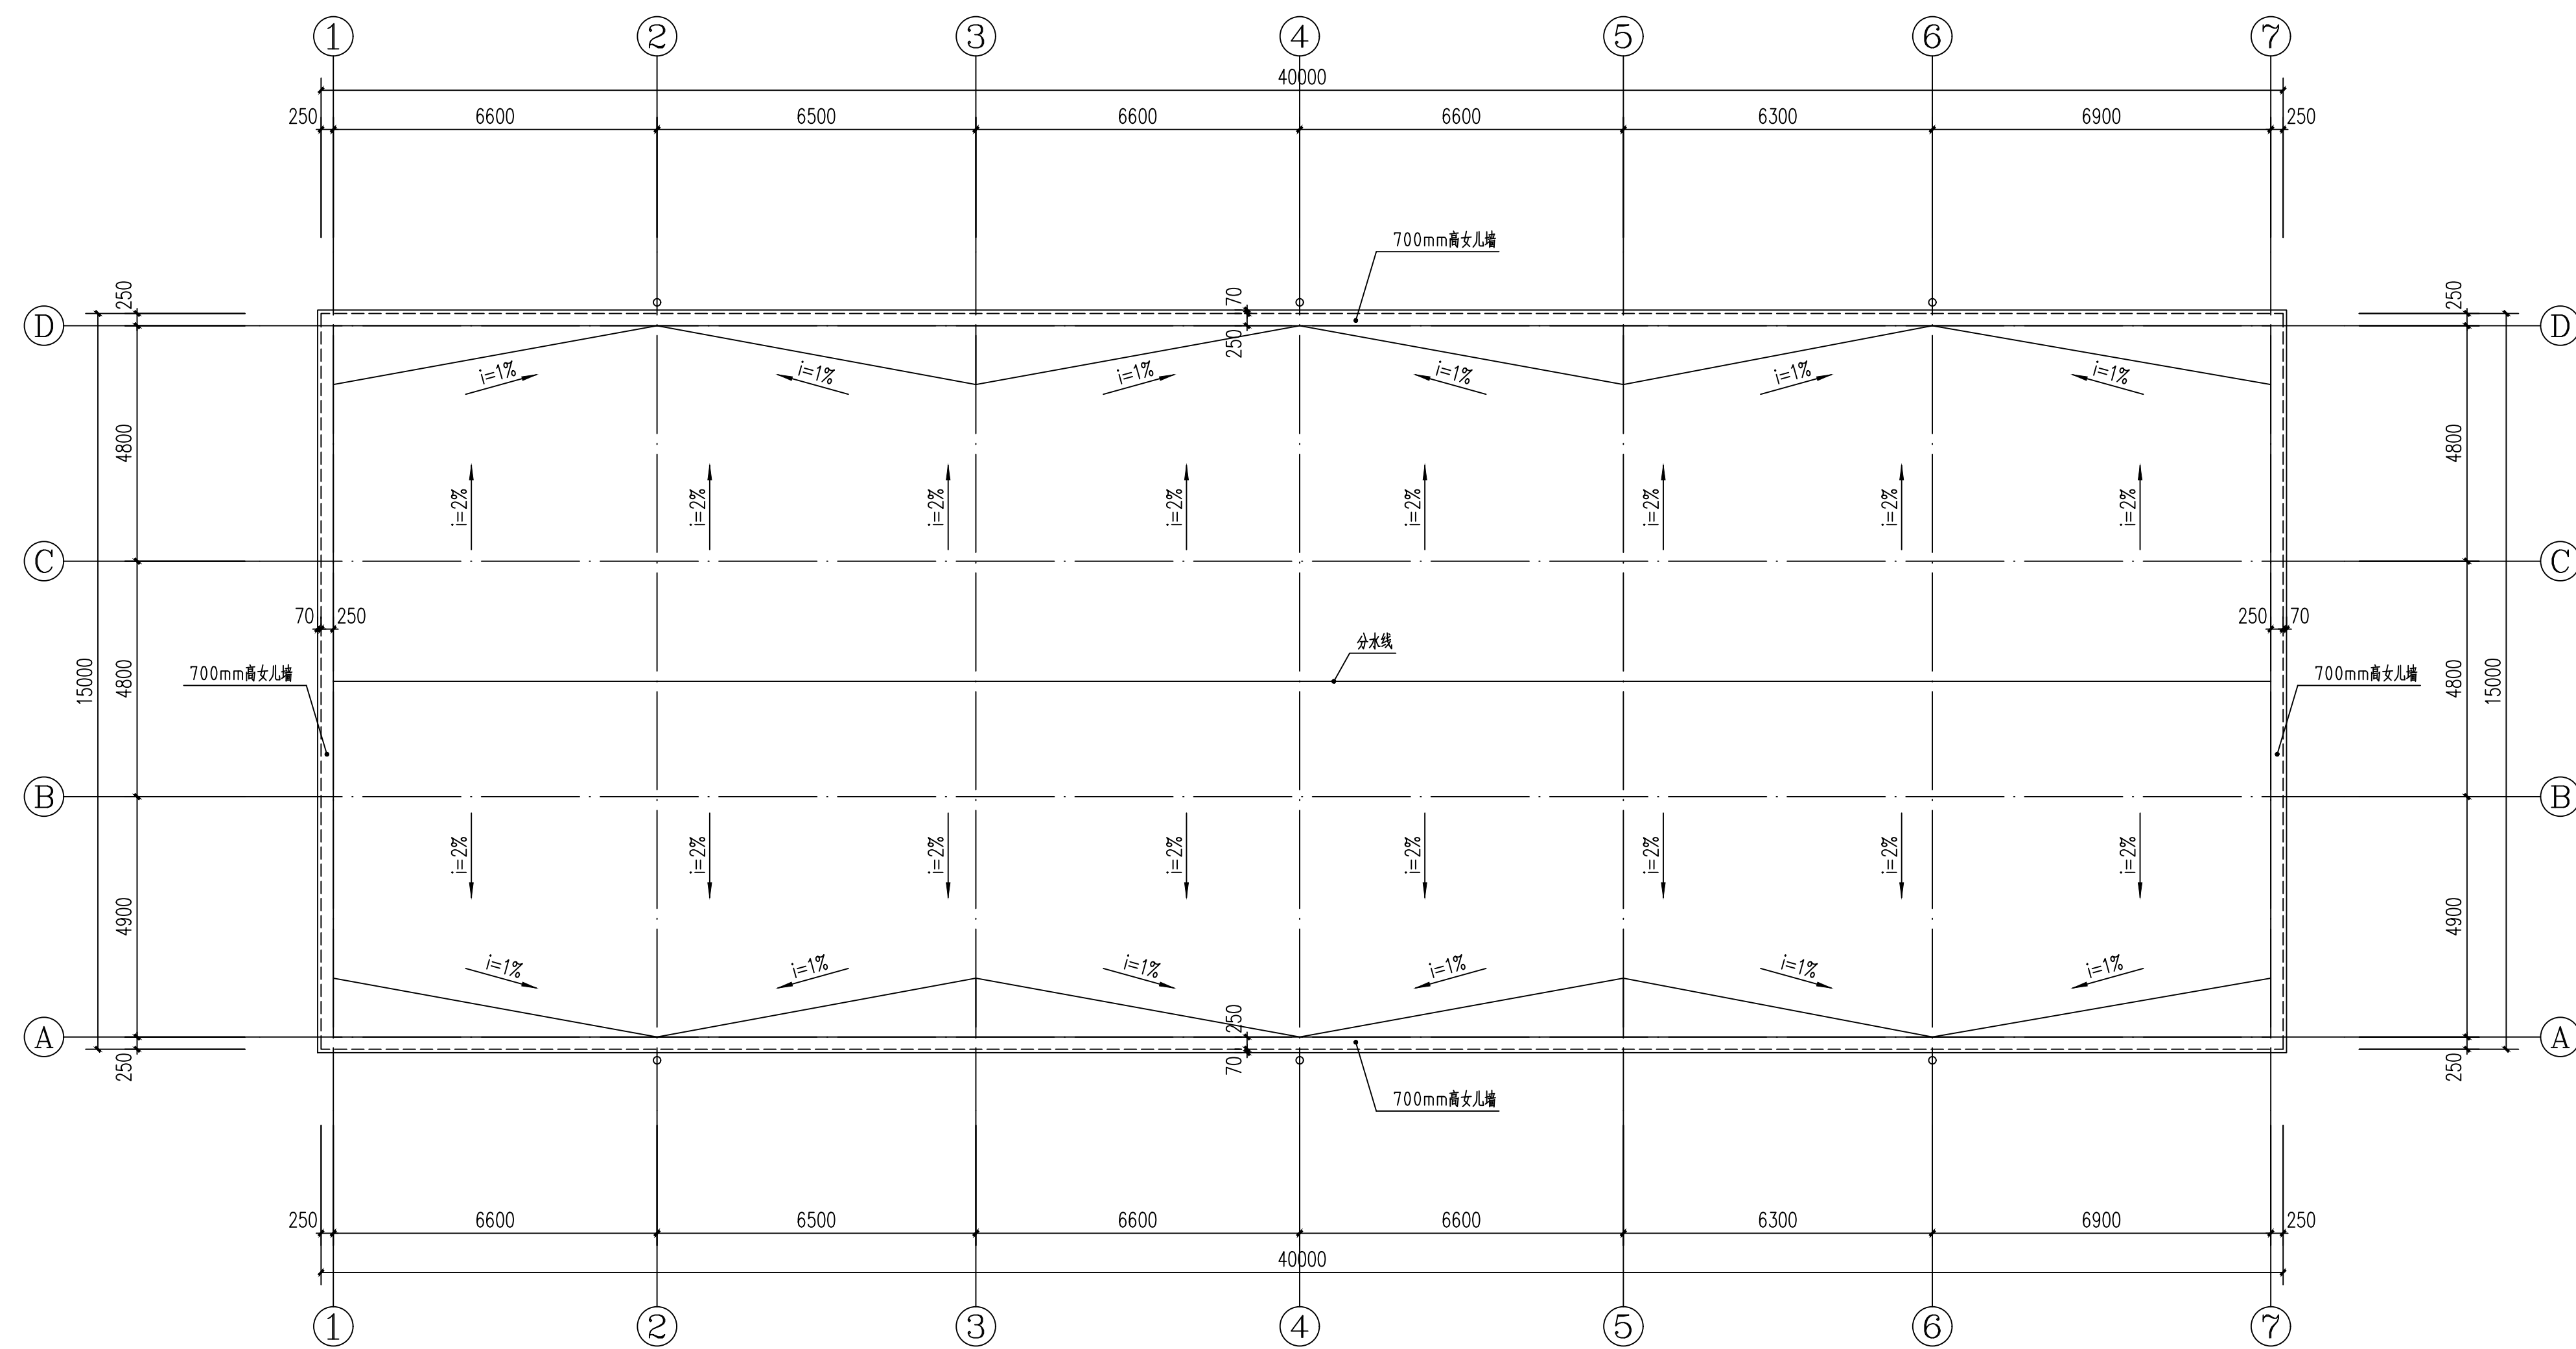 1 2 3 4 5 6 7
40000
250 6600 6500 6600 6600 6300 6900 250
700mm高女儿墙
250 70 250
D D
250
i=1% i=1% i=1% i=1% i=1% i=1%
4800 4800
i=2% i=2% i=2% i=2% i=2% i=2% i=2% i=2%
C C
70 250 250 70
分水线
15000 4800 4800 15000
700mm高女儿墙 700mm高女儿墙
B B
i=2% i=2% i=2% i=2% i=2% i=2% i=2% i=2%
4900 4900
i=1% i=1% i=1% i=1% i=1% i=1%
250
A A
250 70 250
700mm高女儿墙
250 6600 6500 6600 6600 6300 6900 250
40000
1 2 3 4 5 6 7